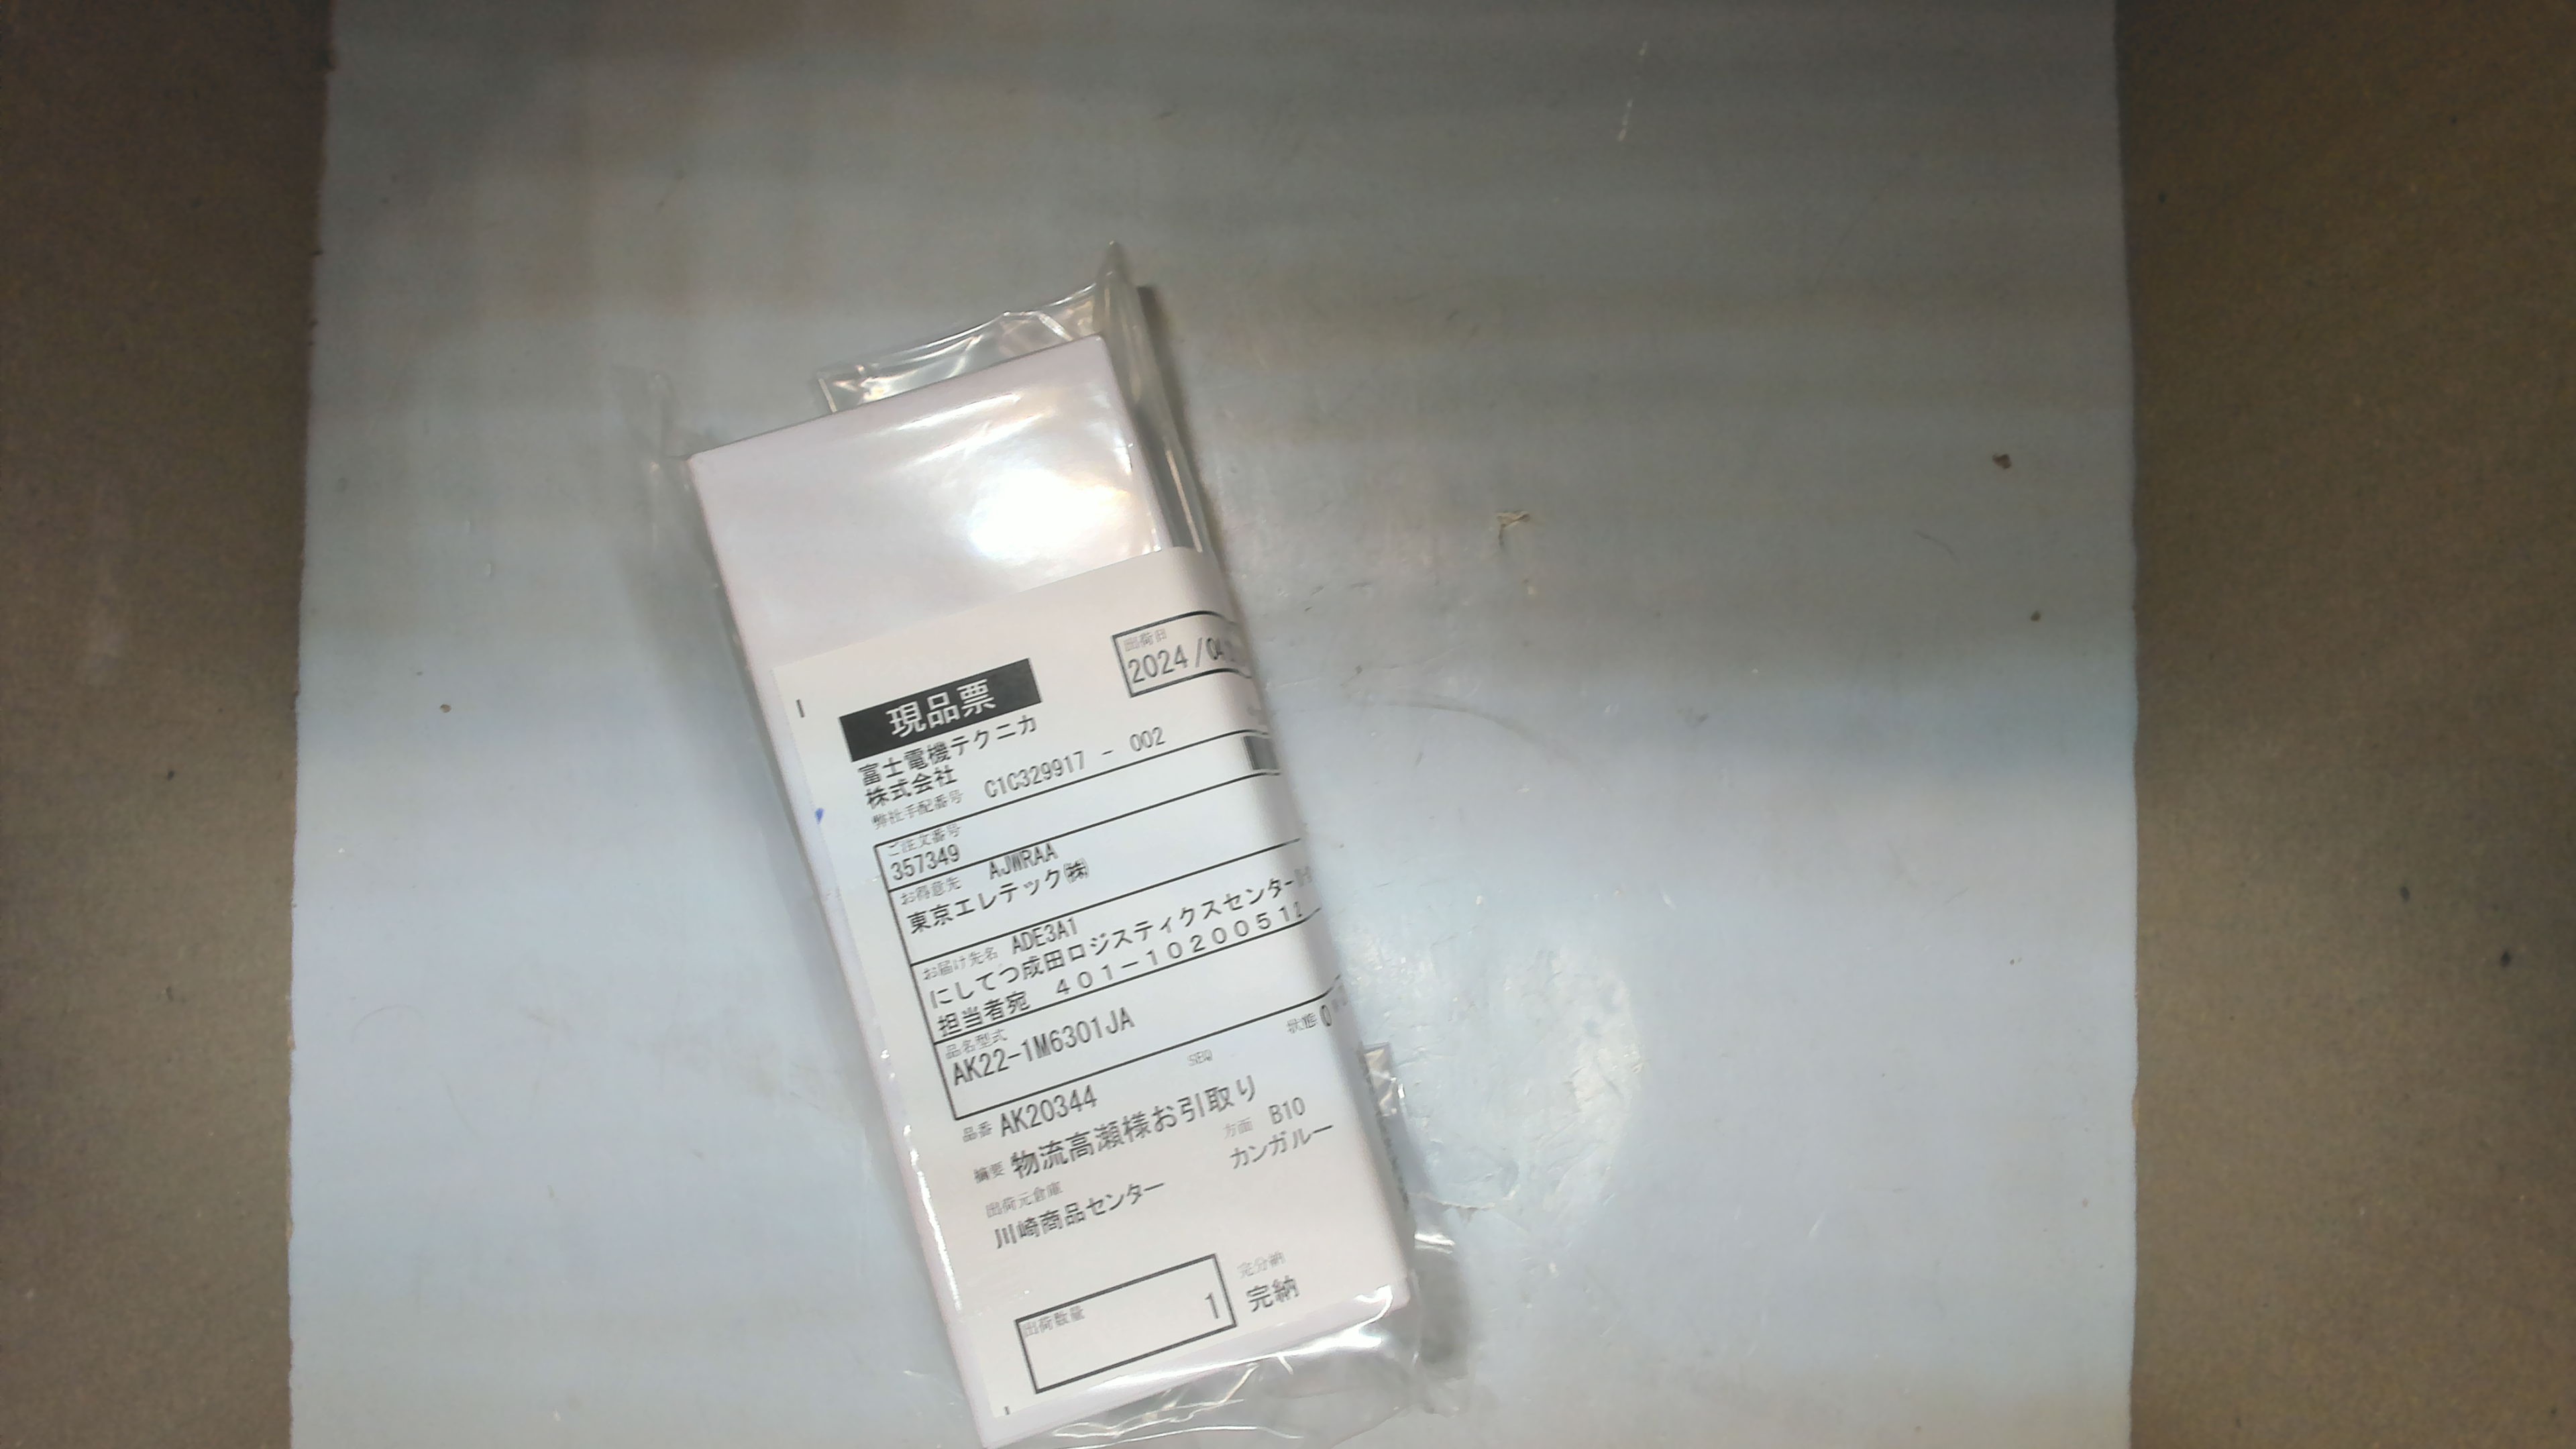 現品票
出荷日
2024/04
富士電機テクニカ
株式会社
弊社手配番号 C1C329917 - 002
ご注文番号
357349
お得意先 AJWRAA
東京エレテック㈱
お届け先名 ADE3A1
にしてつ成田ロジスティクスセンター
担当者宛 401-1020051
品名型式
AK22-1M6301JA
状態 0
品番 AK20344
SEQ
摘要 物流高瀬様お引取り
出荷元倉庫
方面 B10
川崎商品センター
カンガルー
出荷数量
1
完分納
完納